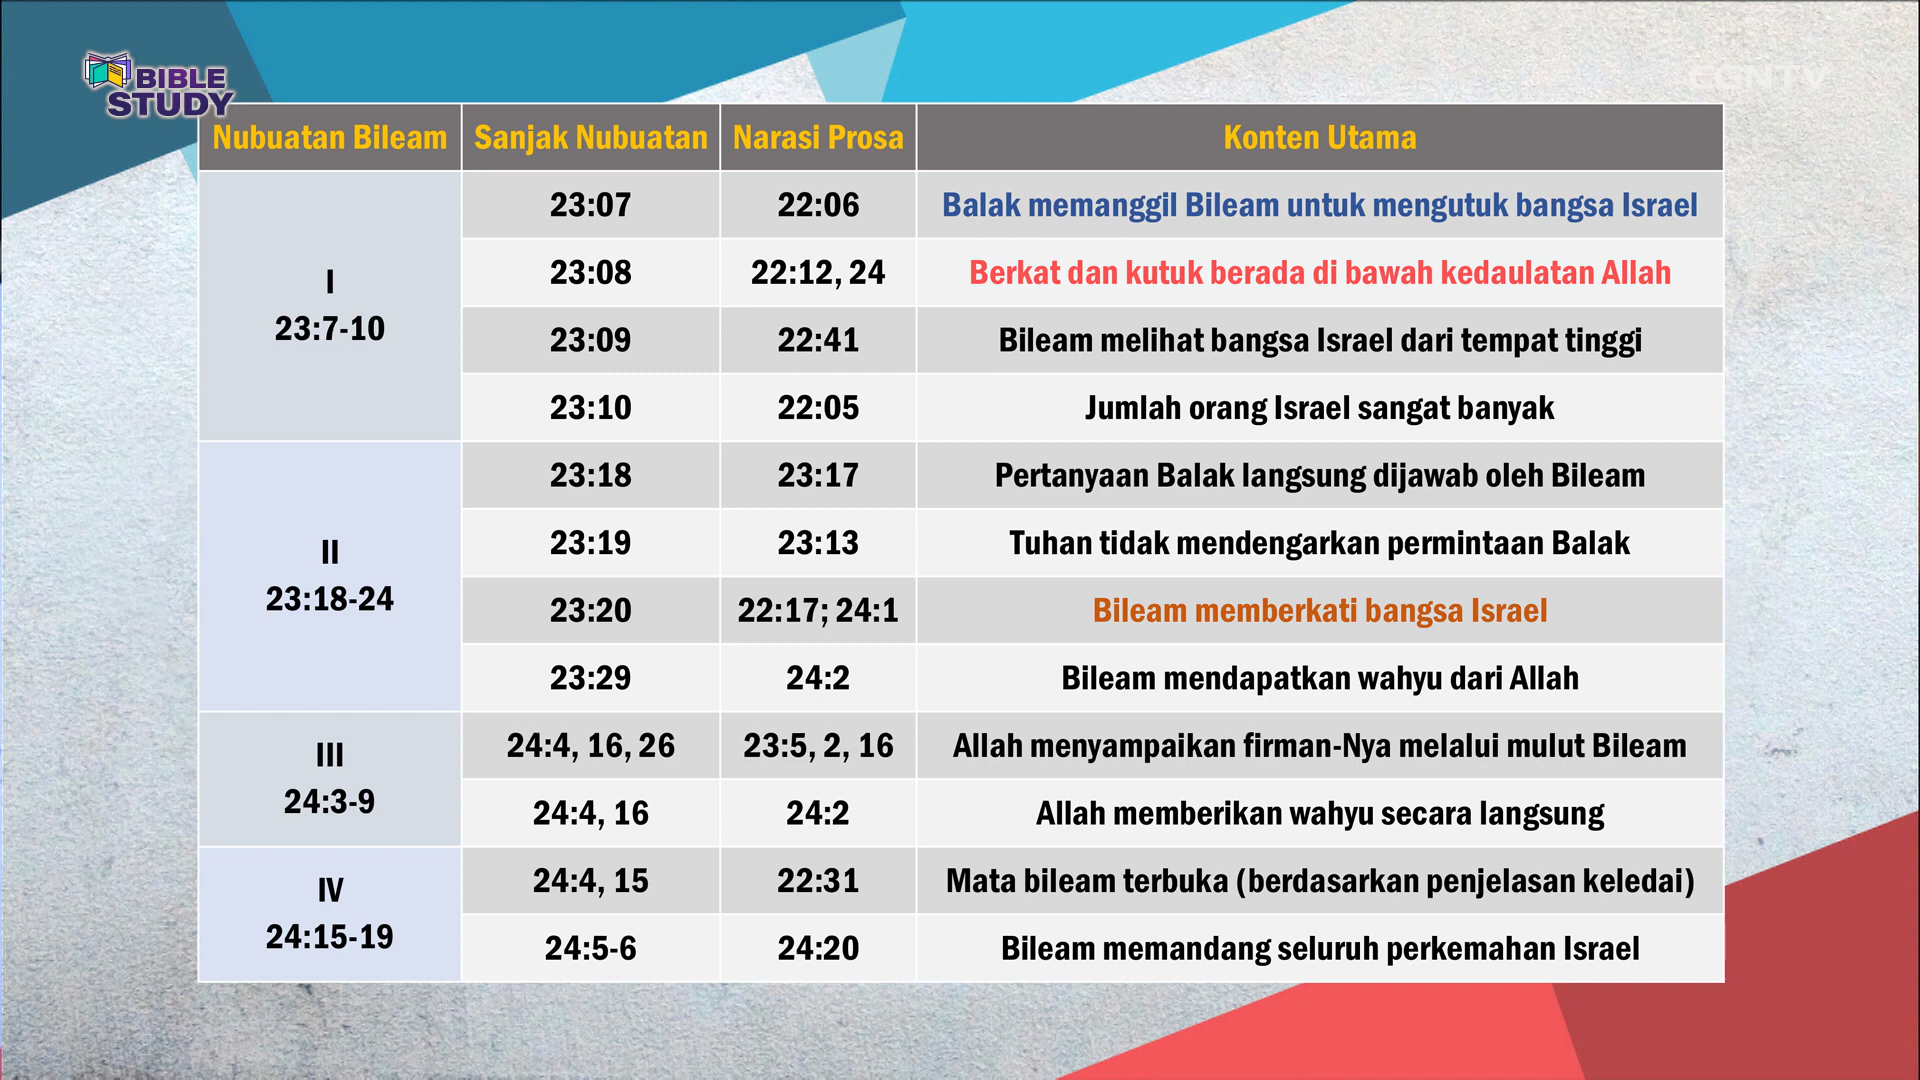 BIBLE
STUDY
CGNTV
Nubuatan Bileam Sanjak Nubuatan Narasi Prosa Konten Utama
I
23:7-10
23:07 22:06 Balak memanggil Bileam untuk mengutuk bangsa Israel
23:08 22:12, 24 Berkat dan kutuk berada di bawah kedaulatan Allah
23:09 22:41 Bileam melihat bangsa Israel dari tempat tinggi
23:10 22:05 Jumlah orang Israel sangat banyak
II
23:18-24
23:18 23:17 Pertanyaan Balak langsung dijawab oleh Bileam
23:19 23:13 Tuhan tidak mendengarkan permintaan Balak
23:20 22:17; 24:1 Bileam memberkati bangsa Israel
23:29 24:2 Bileam mendapatkan wahyu dari Allah
III
24:3-9
24:4, 16, 26 23:5, 2, 16 Allah menyampaikan firman-Nya melalui mulut Bileam
24:4, 16 24:2 Allah memberikan wahyu secara langsung
IV
24:15-19
24:4, 15 22:31 Mata bileam terbuka (berdasarkan penjelasan keledai)
24:5-6 24:20 Bileam memandang seluruh perkemahan Israel